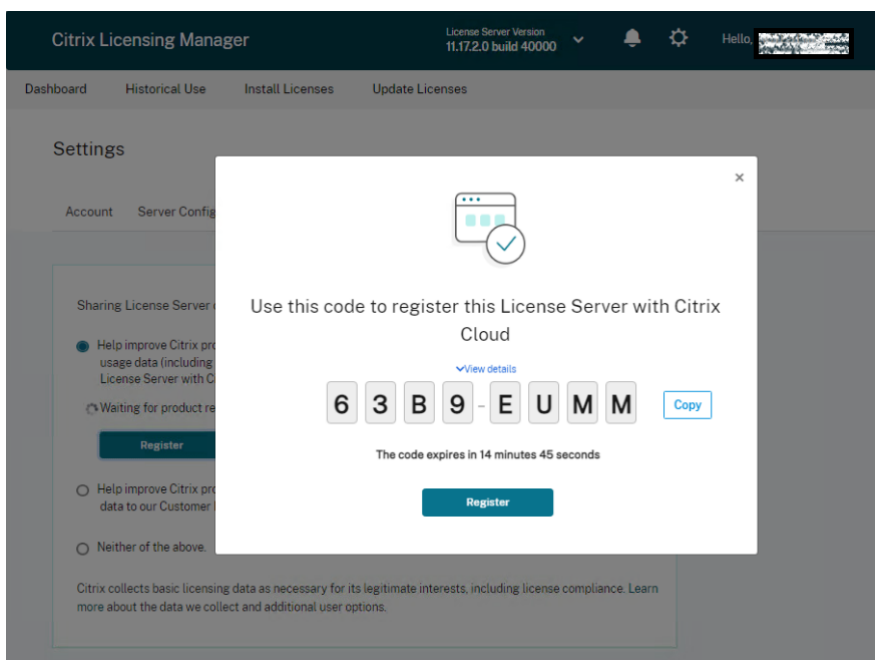 Citrix Licensing Manager
License Server Version
11.17.2.0 build 40000
Hello,
Dashboard Historical Use Install Licenses Update Licenses
Settings
Account Server Config
×
Use this code to register this License Server with Citrix
Cloud
View details
6 3 B 9 - E U M M
Copy
The code expires in 14 minutes 45 seconds
Register
Sharing License Server
Help improve Citrix pro
usage data (including
License Server with C
Waiting for product re
Register
Help improve Citrix pro
data to our Customer
Neither of the above.
Citrix collects basic licensing data as necessary for its legitimate interests, including license compliance. Learn
more about the data we collect and additional user options.